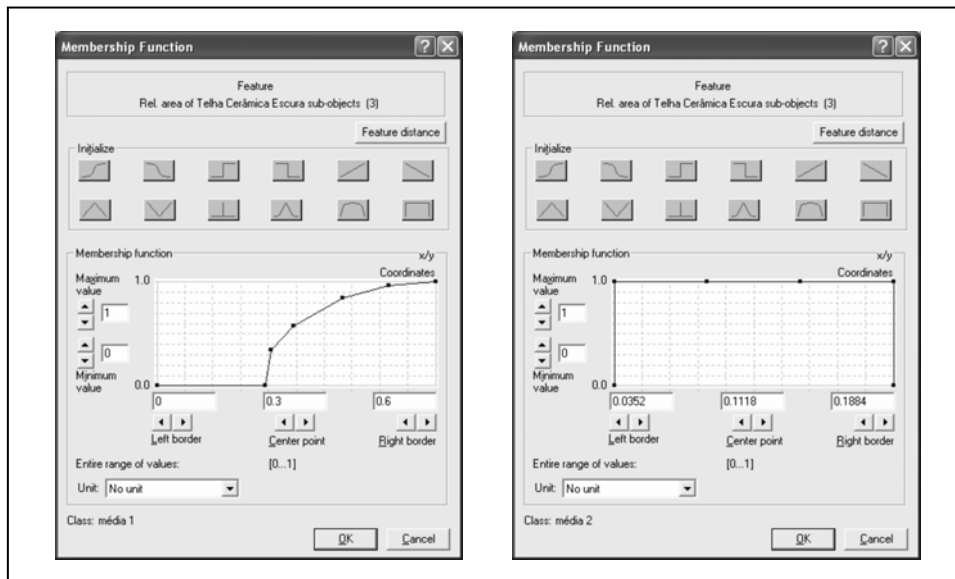 Membership Function
Feature
Rel. area of Telha Cerâmica Escura sub-objects (3)
Feature distance
Initialize
Membership function
x/y
Coordinates
Maximum
value
1.0
1
0
Minimum
value
0.0
0
0.3
0.6
Left border
Center point
Right border
Entire range of values:
[0...1]
Unit:
No unit
Class: média 1
OK
Cancel
Membership Function
Feature
Rel. area of Telha Cerâmica Escura sub-objects (3)
Feature distance
Initialize
Membership function
x/y
Coordinates
Maximum
value
1.0
1
0
Minimum
value
0.0
0.0352
0.1118
0.1884
Left border
Center point
Right border
Entire range of values:
[0...1]
Unit:
No unit
Class: média 2
OK
Cancel